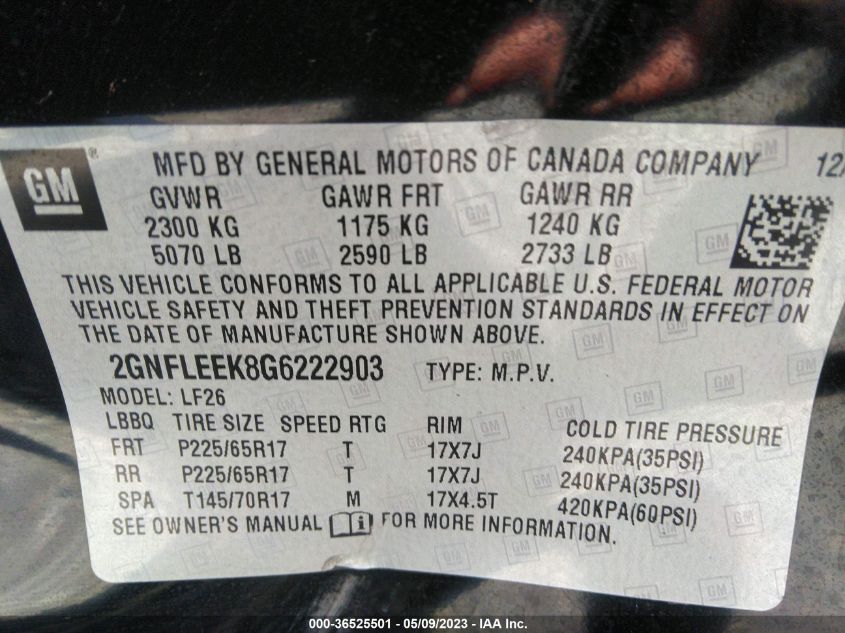 GM ® MFD BY GENERAL MOTORS OF CANADA COMPANY 12/
GVWR GAWR FRT GAWR RR
2300 KG 1175 KG 1240 KG
5070 LB 2590 LB 2733 LB
THIS VEHICLE CONFORMS TO ALL APPLICABLE U.S. FEDERAL MOTOR
VEHICLE SAFETY AND THEFT PREVENTION STANDARDS IN EFFECT ON
THE DATE OF MANUFACTURE SHOWN ABOVE.
2GNFLEEK8G6222903 TYPE: M.P.V.
MODEL: LF26
LBBQ TIRE SIZE SPEED RTG RIM COLD TIRE PRESSURE
FRT P225/65R17 T 17X7J 240KPA(35PSI)
RR P225/65R17 T 17X7J 240KPA(35PSI)
SPA T145/70R17 M 17X4.5T 420KPA(60PSI)
SEE OWNER'S MANUAL i FOR MORE INFORMATION.
000-36525501 - 05/09/2023 - IAA Inc.